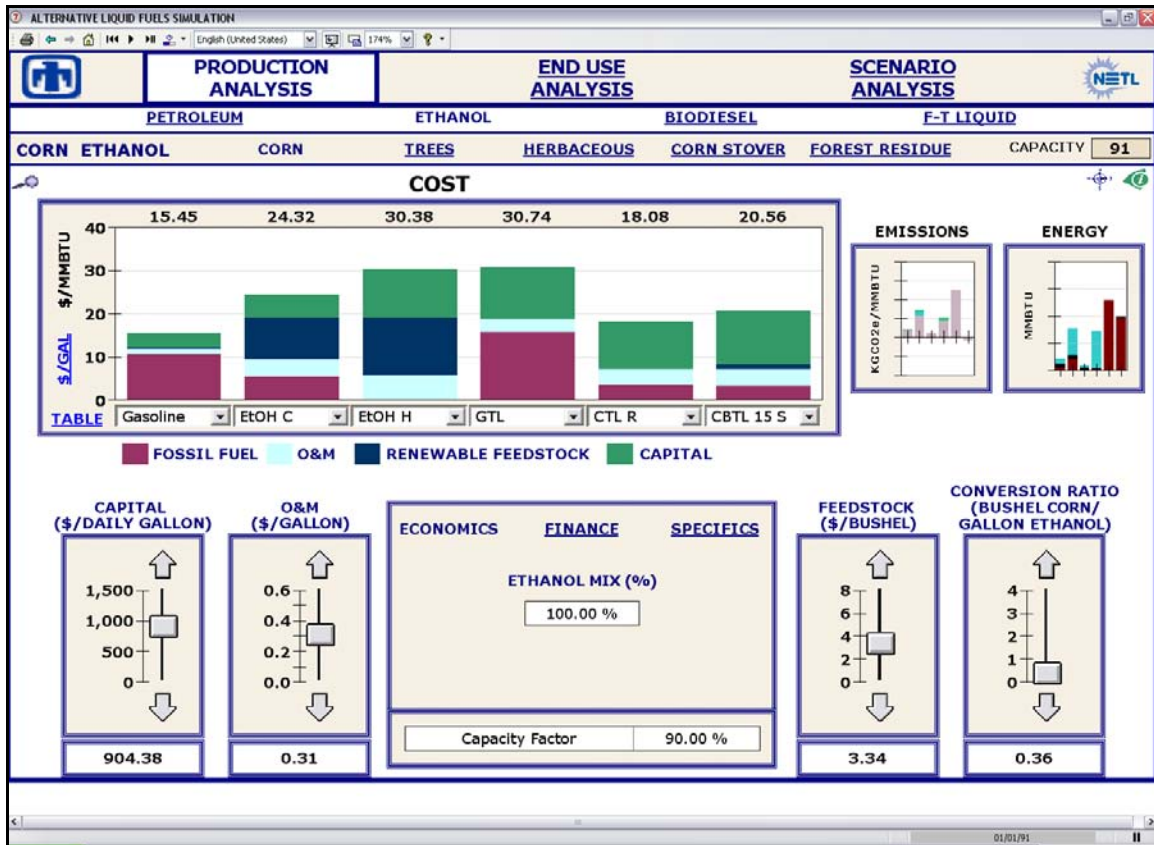 ALTERNATIVE LIQUID FUELS SIMULATION
English (United States) 174%
PRODUCTION ANALYSIS
END USE ANALYSIS
SCENARIO ANALYSIS
NETL
PETROLEUM ETHANOL BIODIESEL F-T LIQUID
CORN ETHANOL CORN TREES HERBACEOUS CORN STOVER FOREST RESIDUE CAPACITY 91
COST
15.45 24.32 30.38 30.74 18.08 20.56
$/MMBTU
$/GAL
40
30
20
10
0
TABLE Gasoline EtOH C EtOH H GTL CTL R CBTL 15 S
FOSSIL FUEL O&M RENEWABLE FEEDSTOCK CAPITAL
EMISSIONS
KGCO2e/MMBTU
ENERGY
MMBTU
CAPITAL
($/DAILY GALLON)
1,500
1,000
500
0
904.38
O&M
($/GALLON)
0.6
0.4
0.2
0.0
0.31
ECONOMICS FINANCE SPECIFICS
ETHANOL MIX (%)
100.00 %
Capacity Factor 90.00 %
FEEDSTOCK
($/BUSHEL)
8
6
4
2
0
3.34
CONVERSION RATIO
(BUSHEL CORN/
GALLON ETHANOL)
4
3
2
1
0
0.36
01/01/91